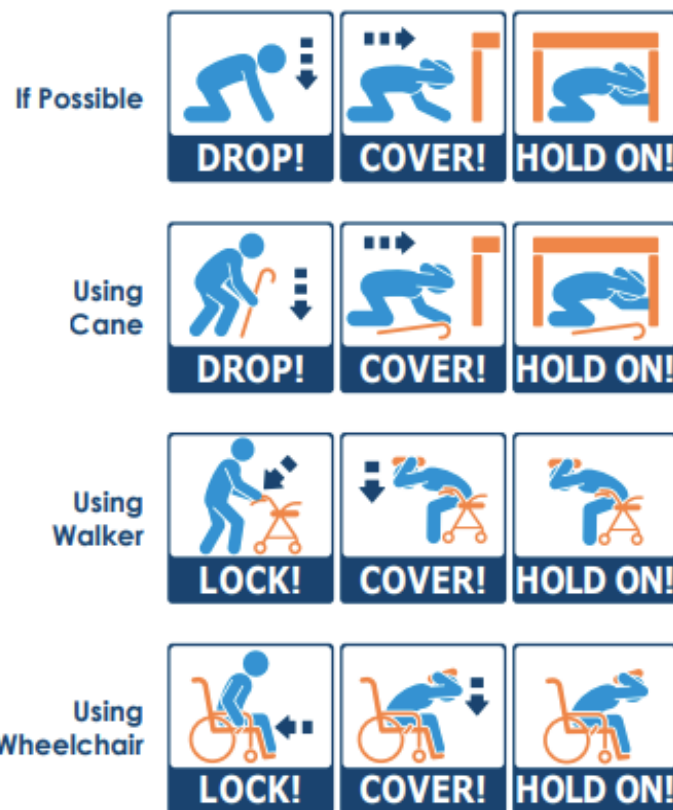 If Possible
DROP! COVER! HOLD ON!
Using
Cane
DROP! COVER! HOLD ON!
Using
Walker
LOCK! COVER! HOLD ON!
Using
Wheelchair
LOCK! COVER! HOLD ON!